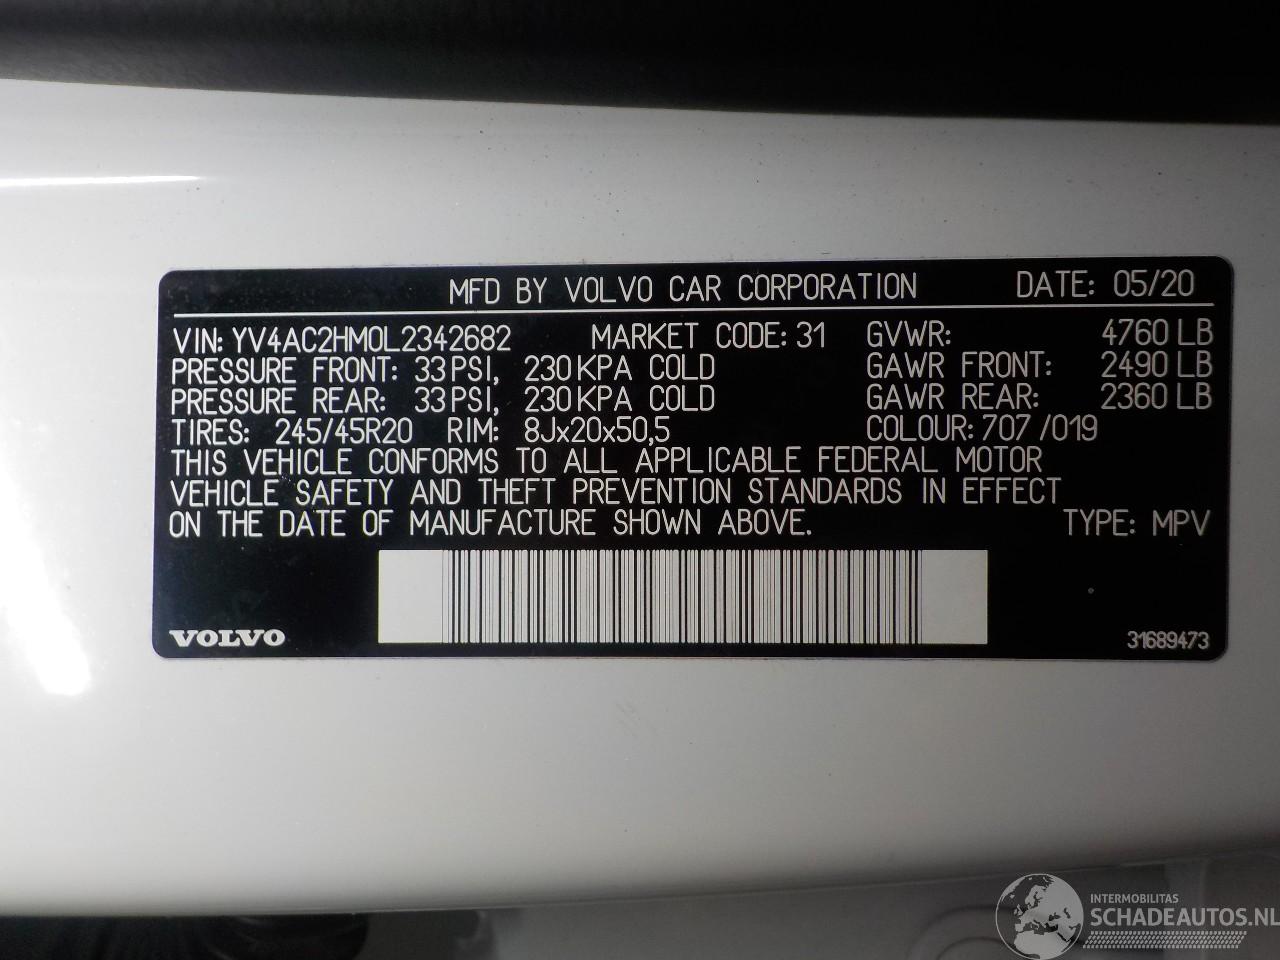 MFD BY VOLVO CAR CORPORATION DATE: 05/20
VIN: YV4AC2HM0L2342682 MARKET CODE: 31 GVWR: 4760 LB
PRESSURE FRONT: 33 PSI, 230 KPA COLD GAWR FRONT: 2490 LB
PRESSURE REAR: 33 PSI, 230 KPA COLD GAWR REAR: 2360 LB
TIRES: 245/45R20 RIM: 8Jx20x50,5 COLOUR: 707 /019
THIS VEHICLE CONFORMS TO ALL APPLICABLE FEDERAL MOTOR
VEHICLE SAFETY AND THEFT PREVENTION STANDARDS IN EFFECT
ON THE DATE OF MANUFACTURE SHOWN ABOVE. TYPE: MPV
VOLVO 31689473
INTERMOBILITAS
SCHADEAUTOS.NL